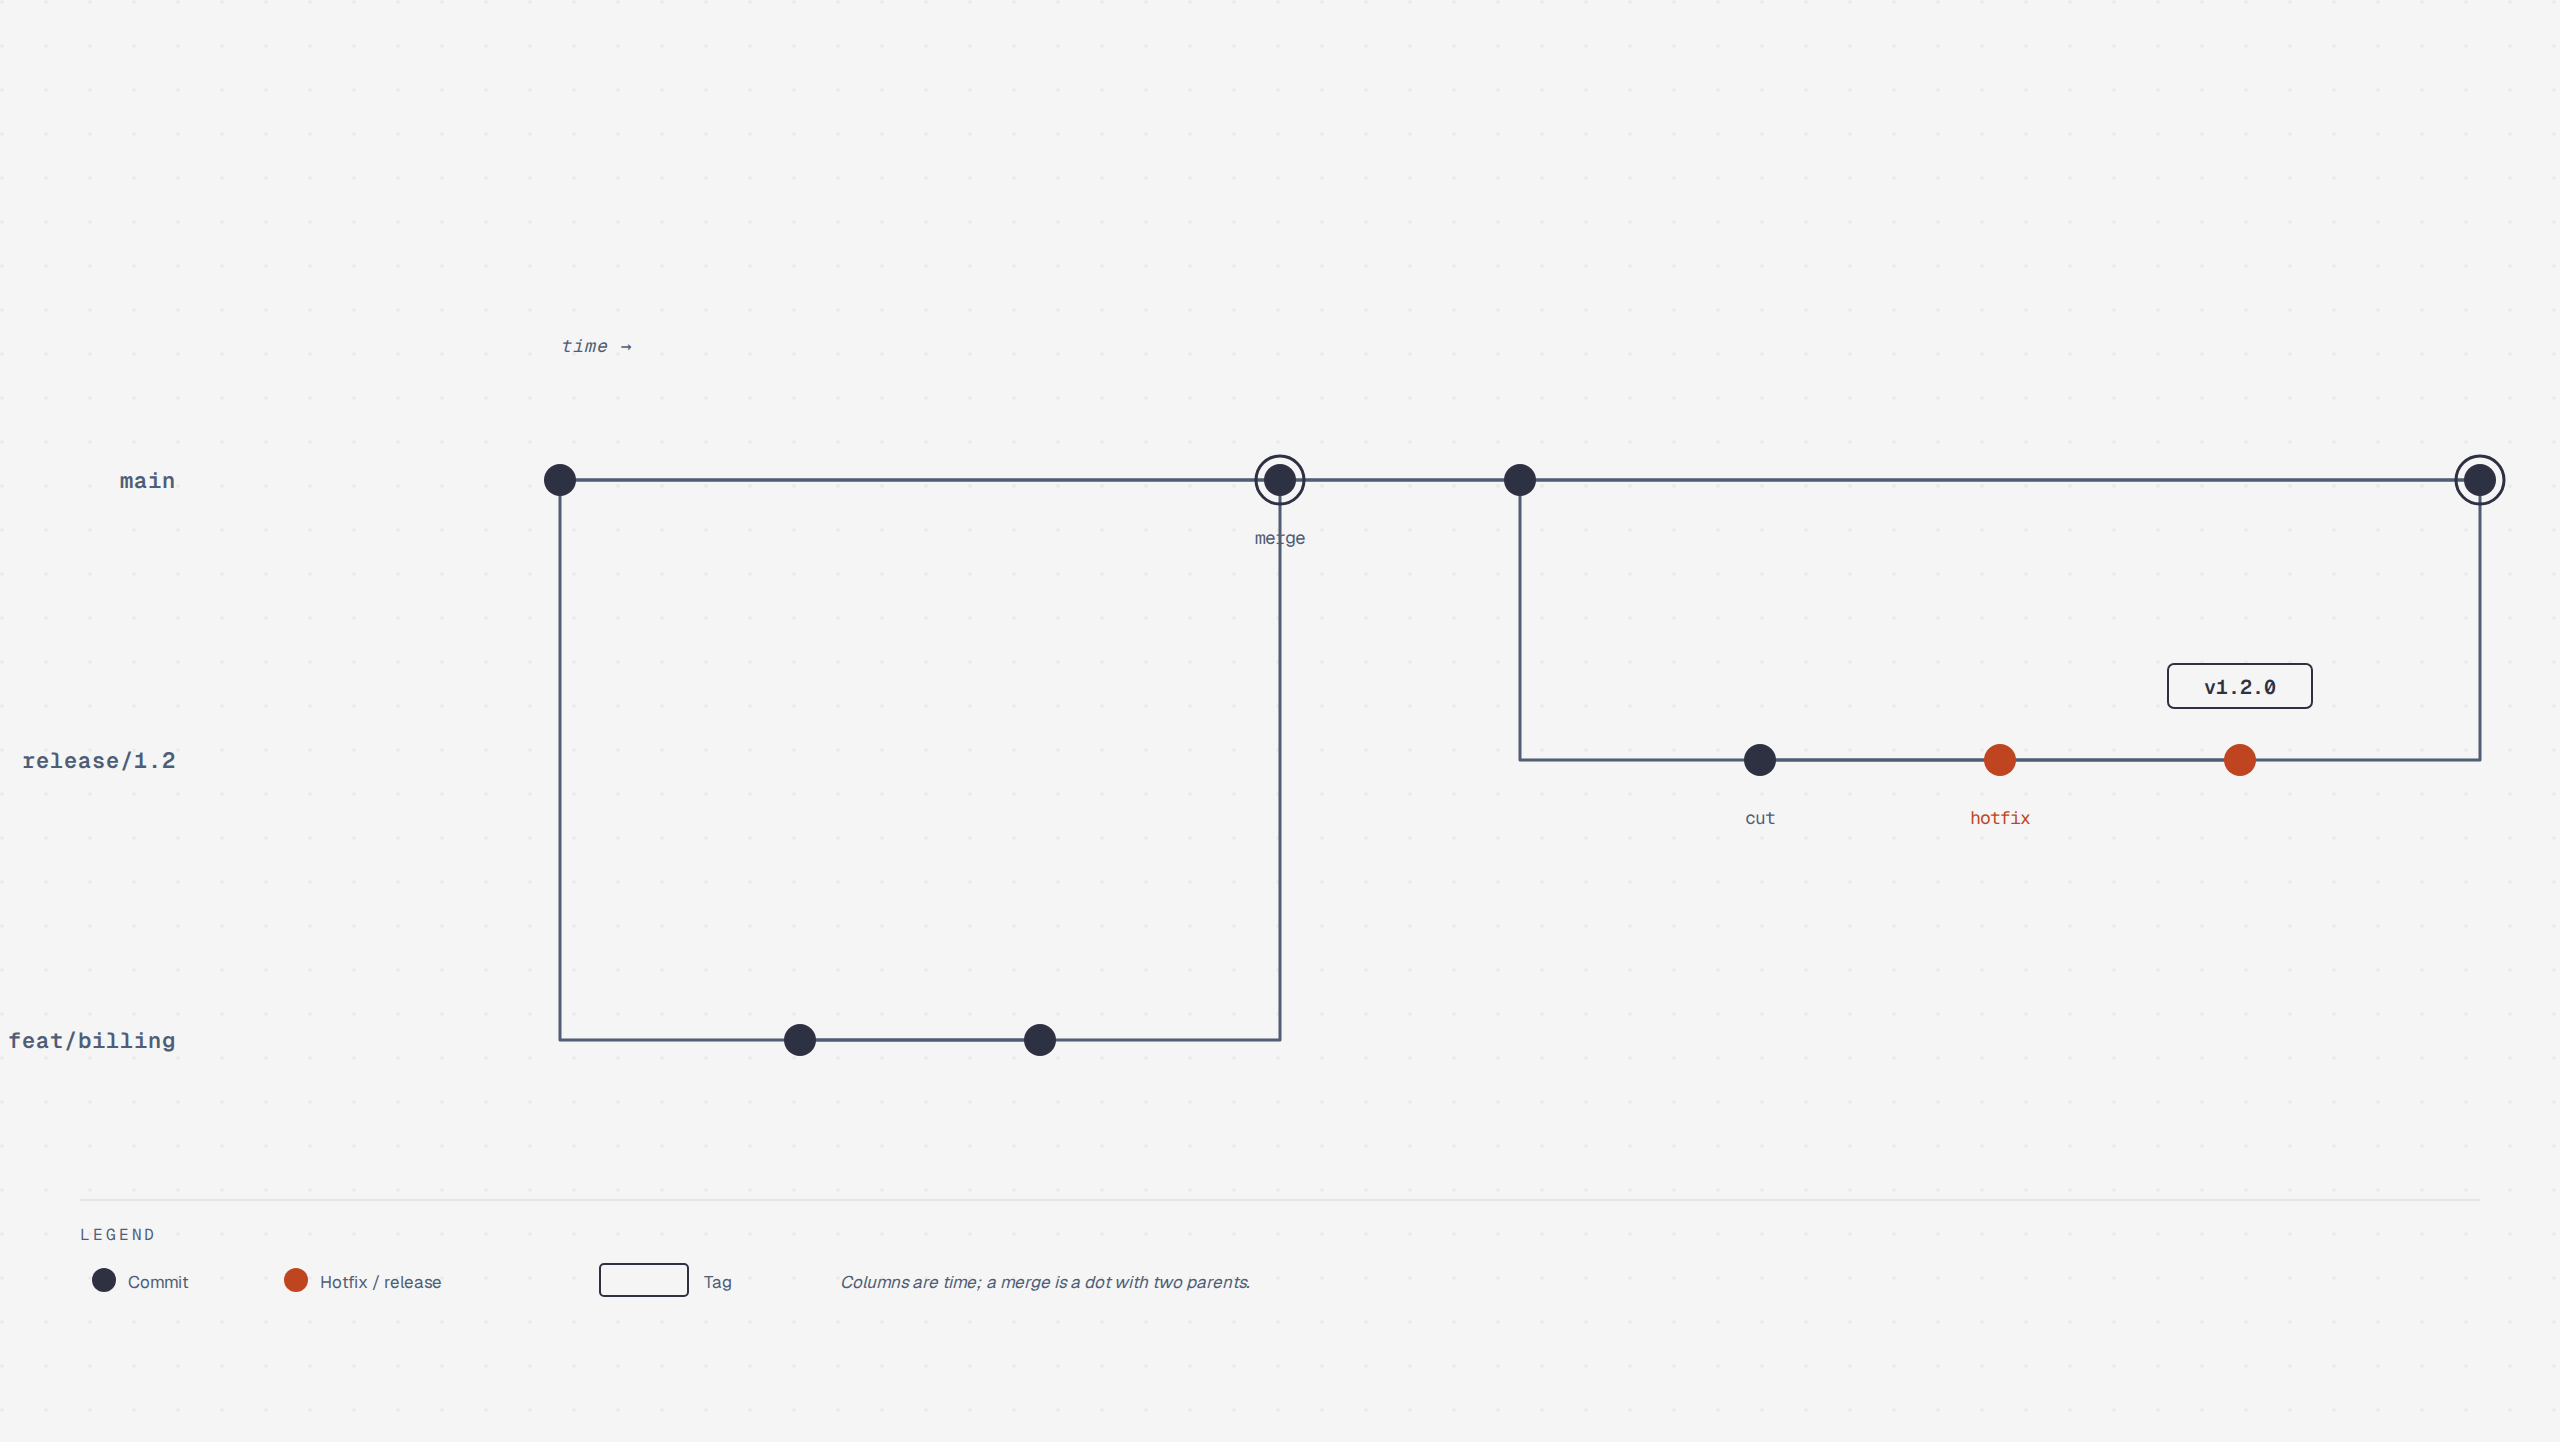 time →
main
merge
v1.2.0
release/1.2
cut
hotfix
feat/billing
LEGEND
Commit
Hotfix / release
Tag
Columns are time; a merge is a dot with two parents.